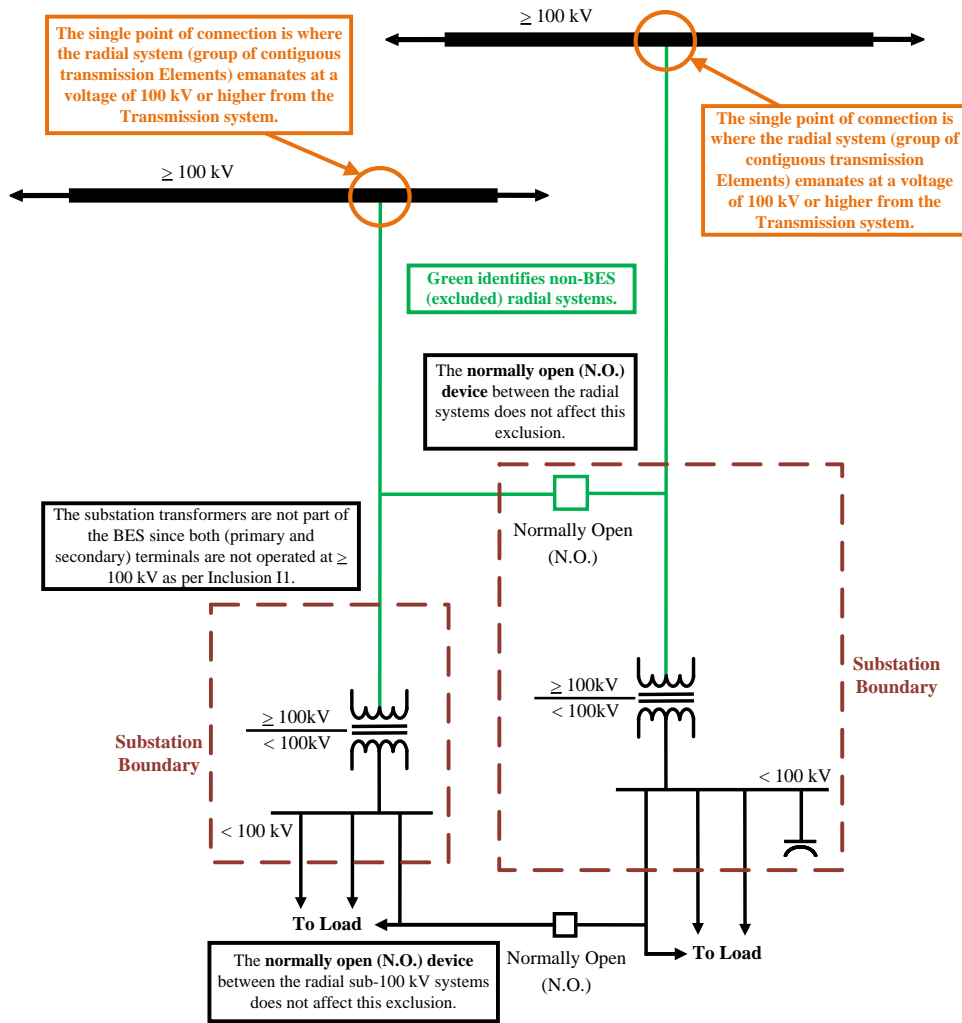 ≥ 100 kV
The single point of connection is where
the radial system (group of contiguous
transmission Elements) emanates at a
voltage of 100 kV or higher from the
Transmission system.
The single point of connection is
where the radial system (group of
contiguous transmission
Elements) emanates at a voltage
of 100 kV or higher from the
Transmission system.
≥ 100 kV
Green identifies non-BES
(excluded) radial systems.
The normally open (N.O.)
device between the radial
systems does not affect this
exclusion.
The substation transformers are not part of
the BES since both (primary and
secondary) terminals are not operated at ≥
100 kV as per Inclusion I1.
Normally Open
(N.O.)
Substation
Boundary
≥ 100kV
< 100kV
Substation
Boundary
≥ 100kV
< 100kV
< 100 kV
< 100 kV
To Load
To Load
Normally Open
(N.O.)
The normally open (N.O.) device
between the radial sub-100 kV systems
does not affect this exclusion.